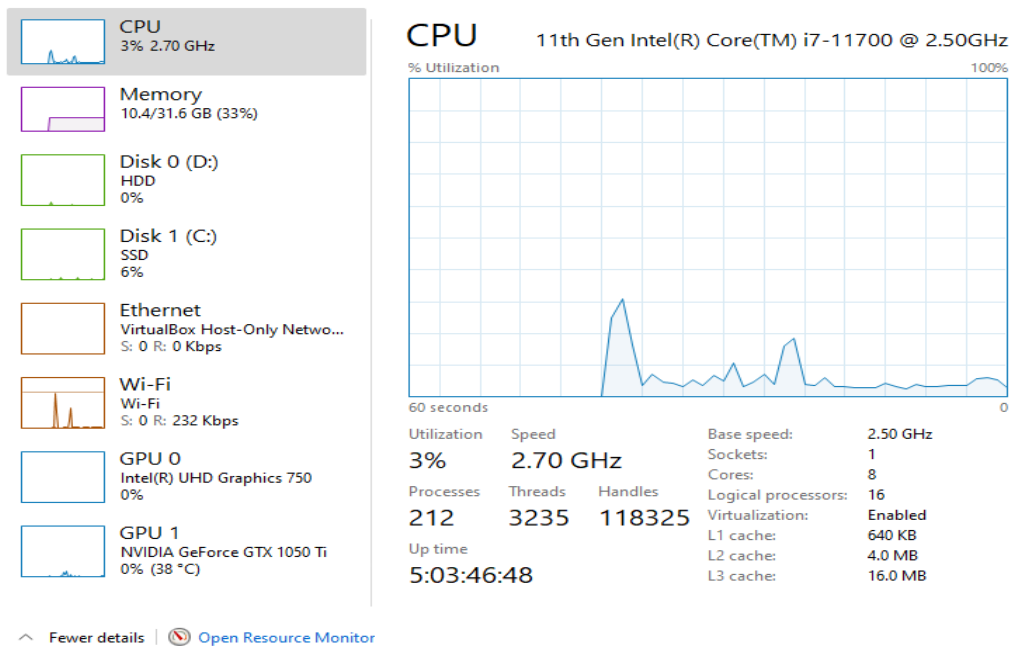 CPU
3% 2.70 GHz
Memory
10.4/31.6 GB (33%)
Disk 0 (D:)
HDD
0%
Disk 1 (C:)
SSD
6%
Ethernet
VirtualBox Host-Only Netwo...
S: 0 R: 0 Kbps
Wi-Fi
Wi-Fi
S: 0 R: 232 Kbps
GPU 0
Intel(R) UHD Graphics 750
0%
GPU 1
NVIDIA GeForce GTX 1050 Ti
0% (38 °C)
CPU 11th Gen Intel(R) Core(TM) i7-11700 @ 2.50GHz
% Utilization 100%
60 seconds 0
Utilization Speed
3% 2.70 GHz
Processes Threads Handles
212 3235 118325
Up time
5:03:46:48
Base speed: 2.50 GHz
Sockets: 1
Cores: 8
Logical processors: 16
Virtualization: Enabled
L1 cache: 640 KB
L2 cache: 4.0 MB
L3 cache: 16.0 MB
Fewer details Open Resource Monitor